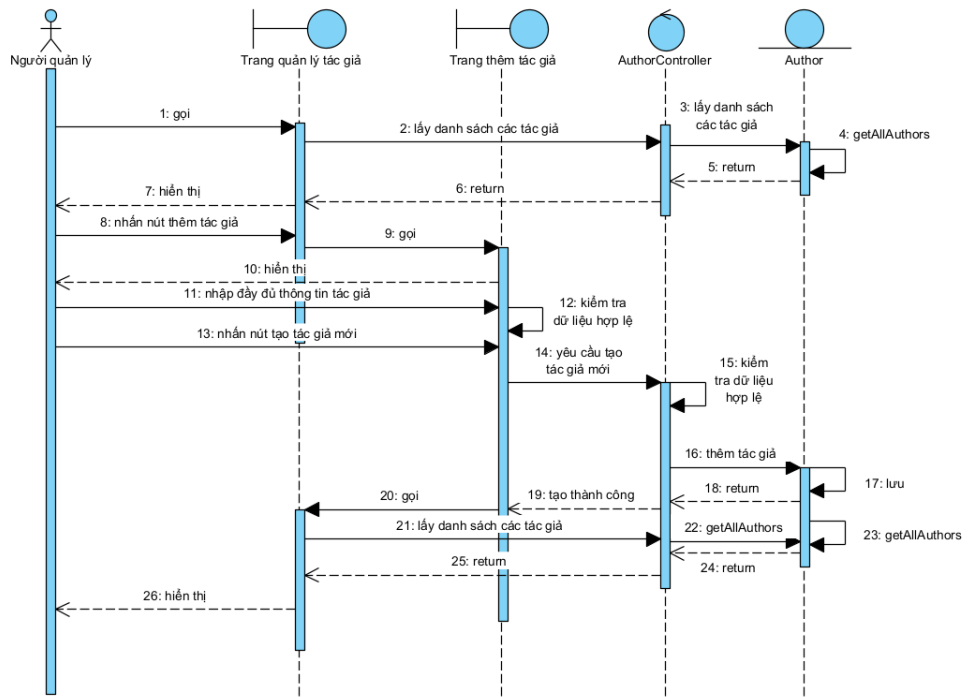 Người quản lý
Trang quản lý tác giả
Trang thêm tác giả
AuthorController
Author
1: gọi
2: lấy danh sách các tác giả
3: lấy danh sách
các tác giả
4: getAllAuthors
5: return
6: return
7: hiển thị
8: nhấn nút thêm tác giả
9: gọi
10: hiển thị
11: nhập đầy đủ thông tin tác giả
12: kiểm tra
dữ liệu hợp lệ
13: nhấn nút tạo tác giả mới
14: yêu cầu tạo
tác giả mới
15: kiểm
tra dữ liệu
hợp lệ
16: thêm tác giả
17: lưu
18: return
19: tạo thành công
20: gọi
21: lấy danh sách các tác giả
22: getAllAuthors
23: getAllAuthors
24: return
25: return
26: hiển thị